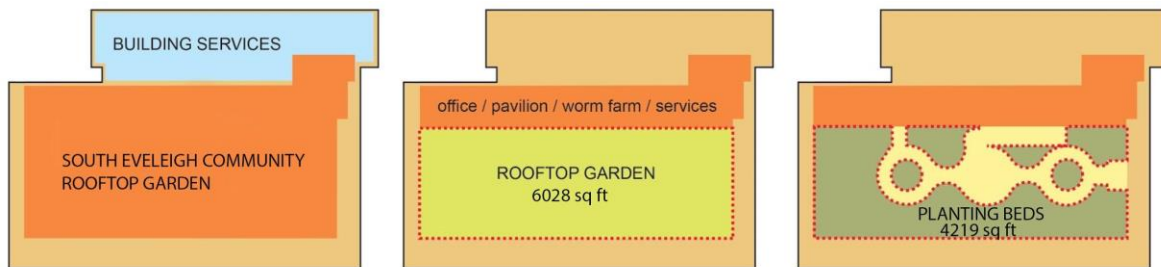 BUILDING SERVICES
SOUTH EVELEIGH COMMUNITY
ROOFTOP GARDEN
office / pavilion / worm farm / services
ROOFTOP GARDEN
6028 sq ft
PLANTING BEDS
4219 sq ft